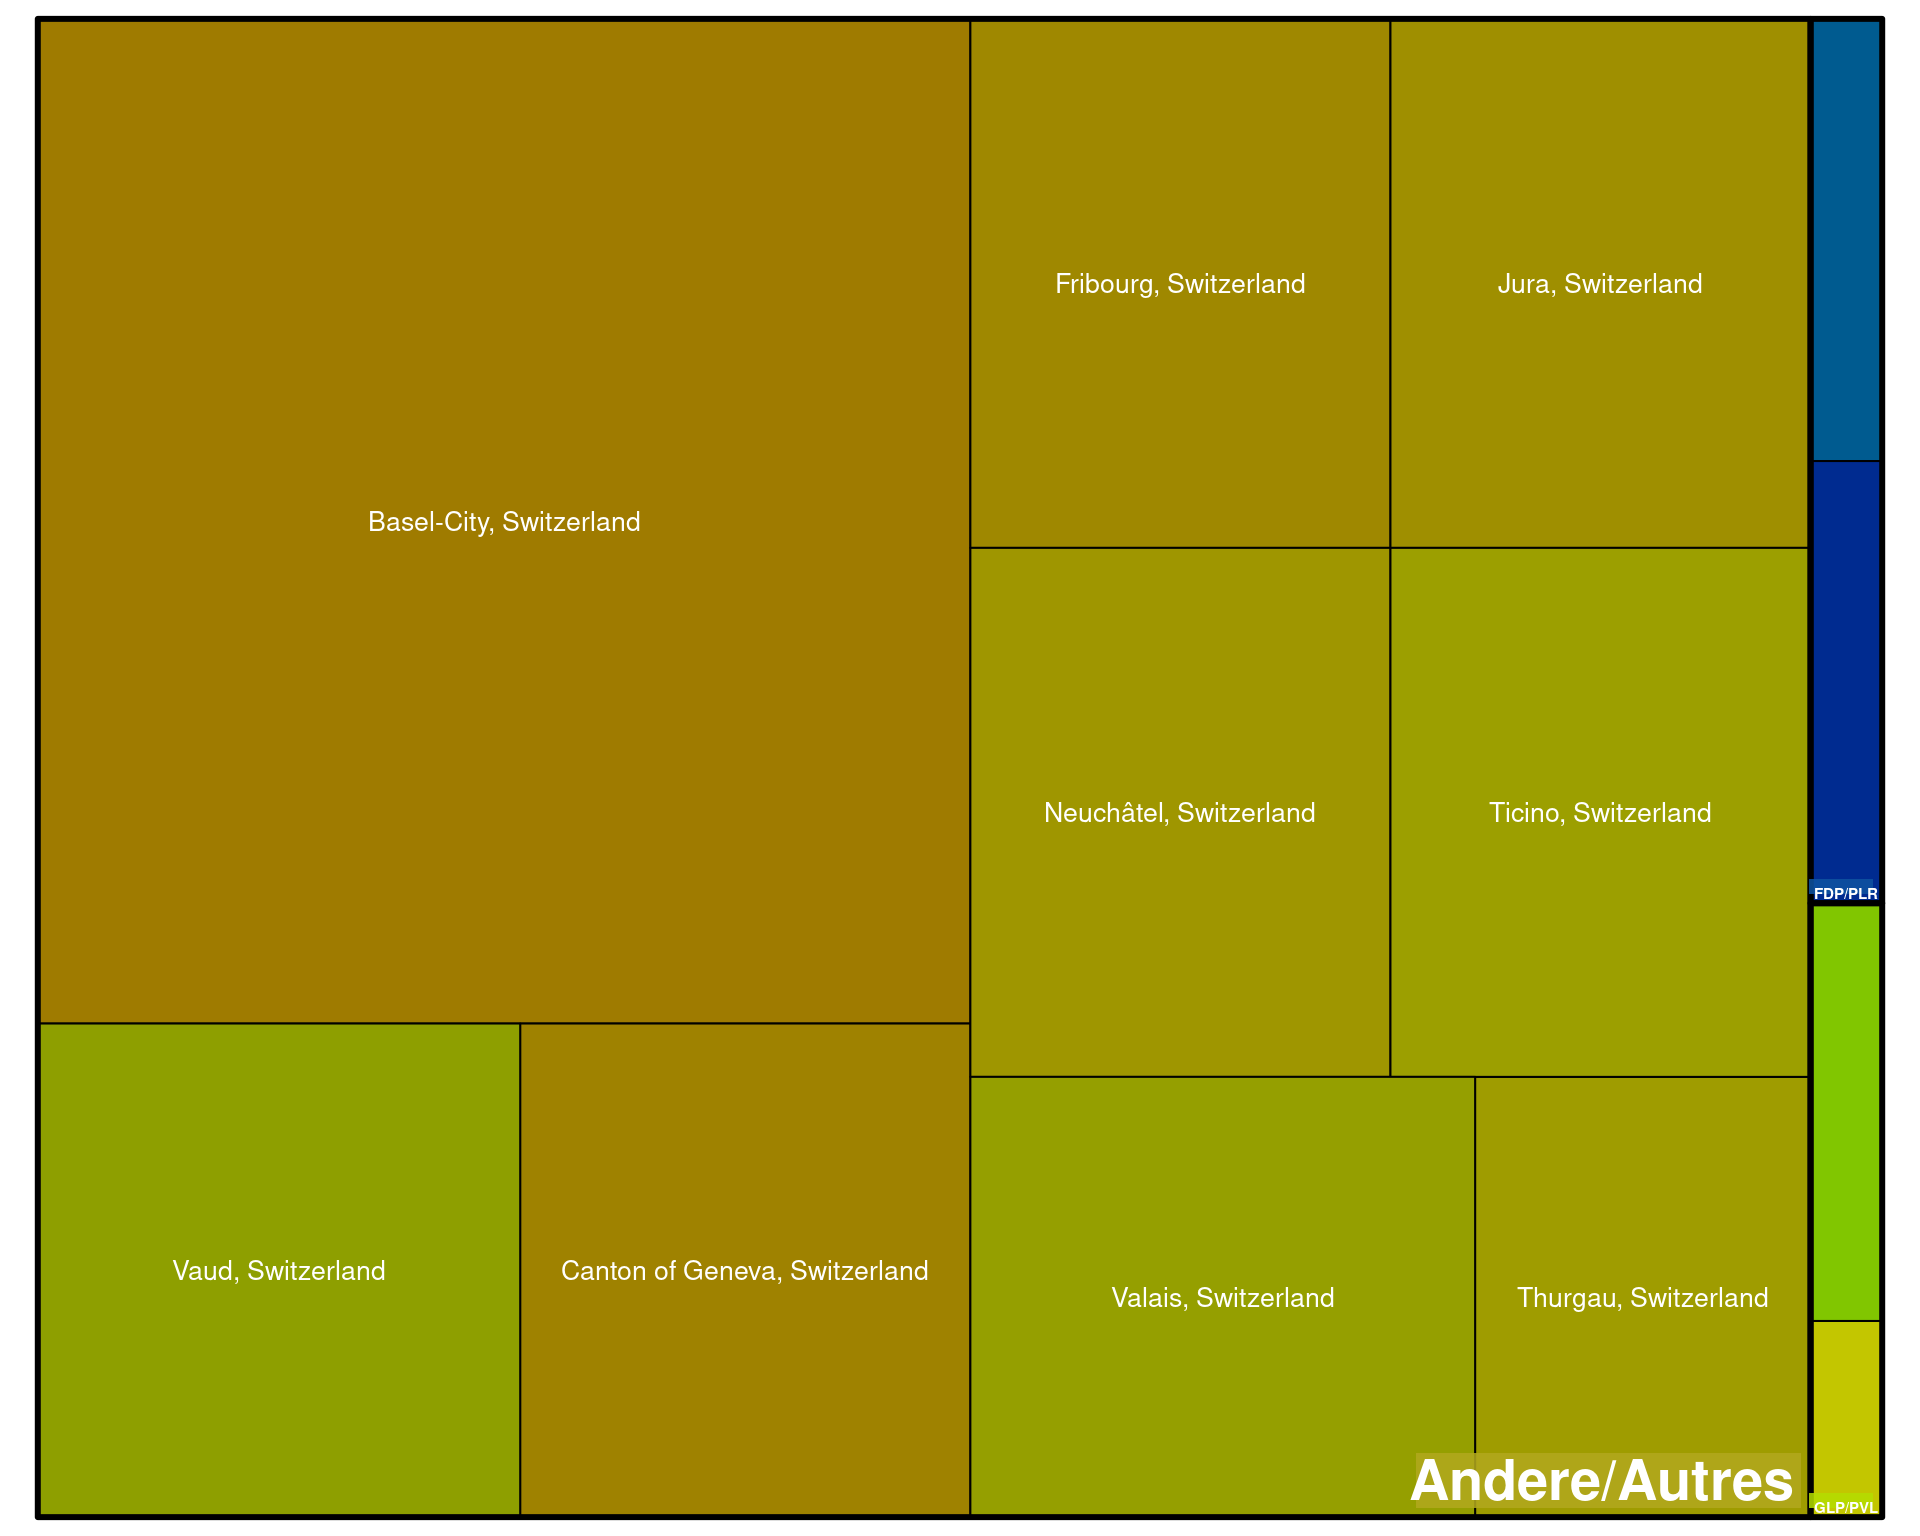 Fribourg, Switzerland
Jura, Switzerland
Basel-City, Switzerland
Neuchâtel, Switzerland
Ticino, Switzerland
FDP/PLR
Vaud, Switzerland
Canton of Geneva, Switzerland
Valais, Switzerland
Thurgau, Switzerland
Andere/Autres
GLP/PVL